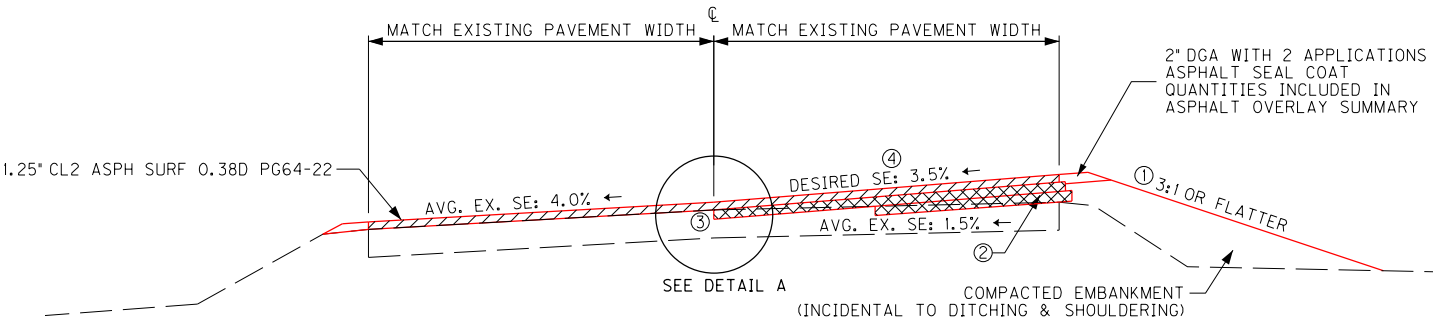 ℄
MATCH EXISTING PAVEMENT WIDTH
MATCH EXISTING PAVEMENT WIDTH
2" DGA WITH 2 APPLICATIONS
ASPHALT SEAL COAT
QUANTITIES INCLUDED IN
ASPHALT OVERLAY SUMMARY
1.25" CL2 ASPH SURF 0.38D PG64-22
AVG. EX. SE: 4.0%
4
DESIRED SE: 3.5%
3
AVG. EX. SE: 1.5%
2
1 3:1 OR FLATTER
SEE DETAIL A
COMPACTED EMBANKMENT
(INCIDENTAL TO DITCHING & SHOULDERING)